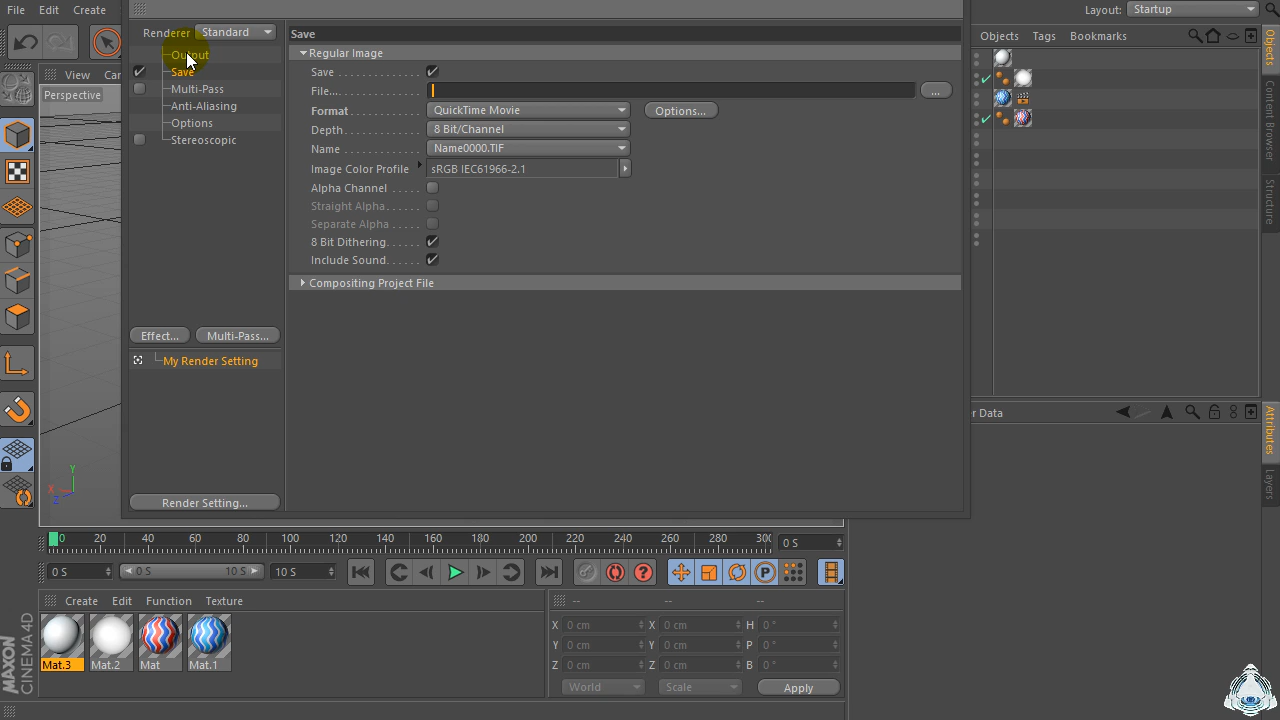 File Edit Create
Layout: Startup
Renderer Standard
Output
Save
Multi-Pass
Anti-Aliasing
Options
Stereoscopic
Effect... Multi-Pass...
My Render Setting
Render Setting...
Save
Regular Image
Save
File... ...
Format QuickTime Movie Options...
Depth 8 Bit/Channel
Name Name0000.TIF
Image Color Profile sRGB IEC61966-2.1
Alpha Channel
Straight Alpha
Separate Alpha
8 Bit Dithering
Include Sound
Compositing Project File
View
Perspective
Y
X
Z
Objects Tags Bookmarks
Objects
Content Browser
Structure
Attributes
Layers
0 20 40 60 80 100 120 140 160 180 200 220 240 260 280
0 S
0 S 0 S 10 S 10 S
Create Edit Function Texture
Mat.3 Mat.2 Mat Mat.1
-- -- --
X 0 cm X 0 cm H 0 °
Y 0 cm Y 0 cm P 0 °
Z 0 cm Z 0 cm B 0 °
World Scale Apply
MAXON
CINEMA 4D